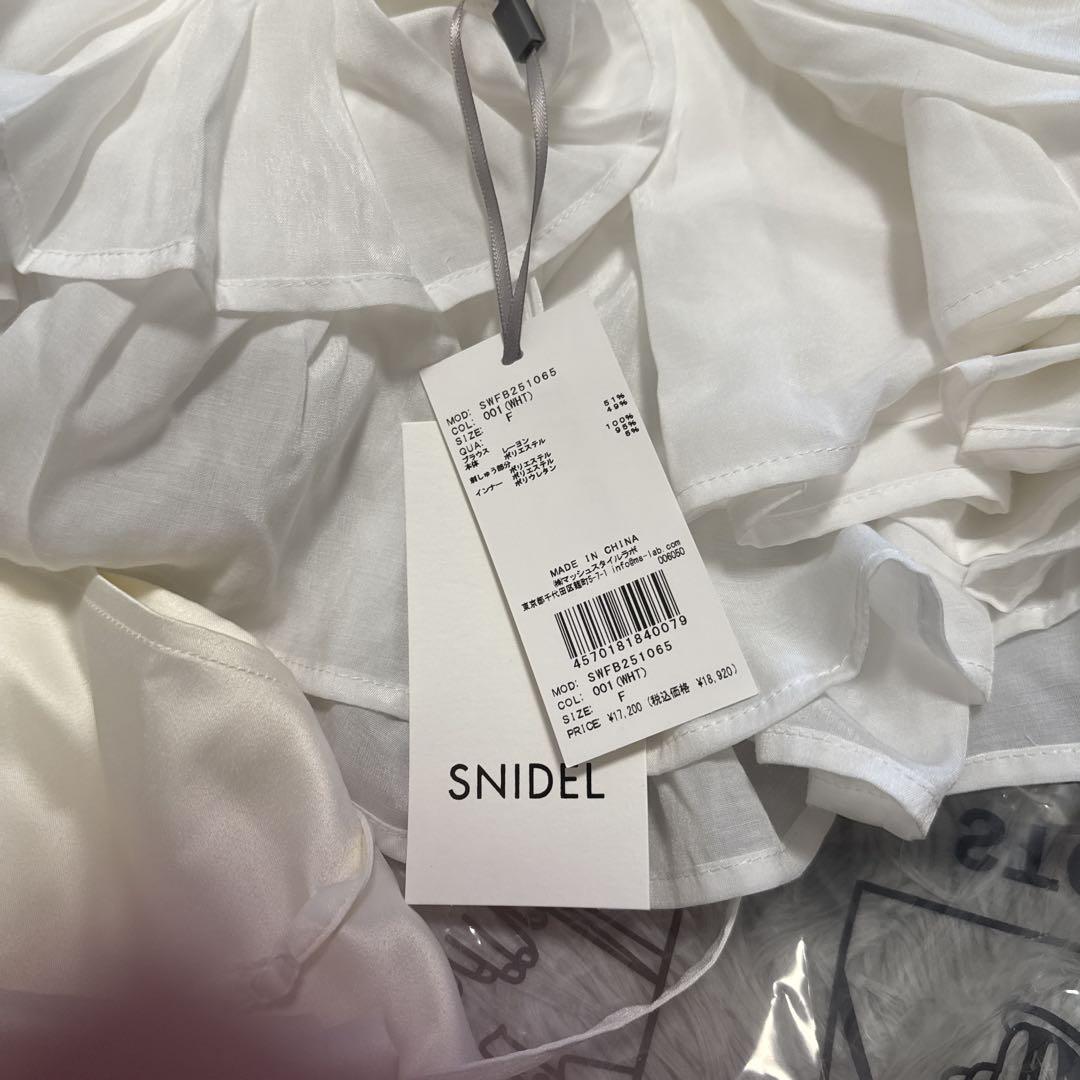 MOD: SWFB251065
COL: 001(WHT)
SIZE: F
QUA:
ブラウス
本体 レーヨン 51%
ポリエステル 49%
刺しゅう部分 ポリエステル 100%
インナー ポリエステル 95%
ポリウレタン 5%
MADE IN CHINA
㈱マッシュスタイルラボ
東京都千代田区麹町5-7-1 info@ms-lab.com
006050
4570181840079
MOD: SWFB251065
COL: 001(WHT)
SIZE: F
PRICE: ¥17,200 (税込価格 ¥18,920)
SNIDEL